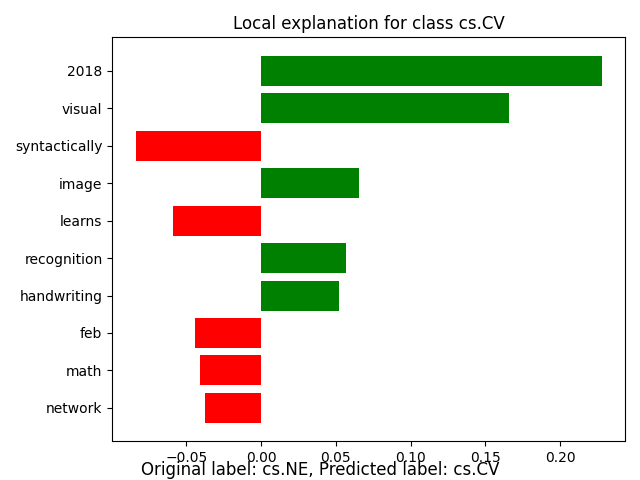 Local explanation for class cs.CV
2018
visual
syntactically
image
learns
recognition
handwriting
feb
math
network
−0.05 0.00 0.05 0.10 0.15 0.20
Original label: cs.NE, Predicted label: cs.CV